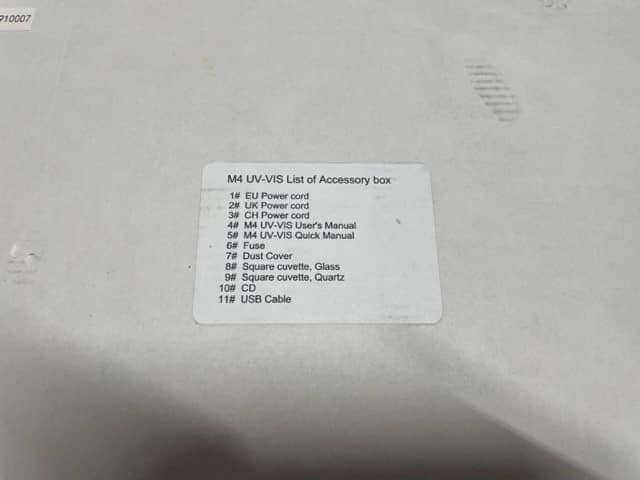 910007
M4 UV-VIS List of Accessory box
1# EU Power cord
2# UK Power cord
3# CH Power cord
4# M4 UV-VIS User's Manual
5# M4 UV-VIS Quick Manual
6# Fuse
7# Dust Cover
8# Square cuvette, Glass
9# Square cuvette, Quartz
10# CD
11# USB Cable